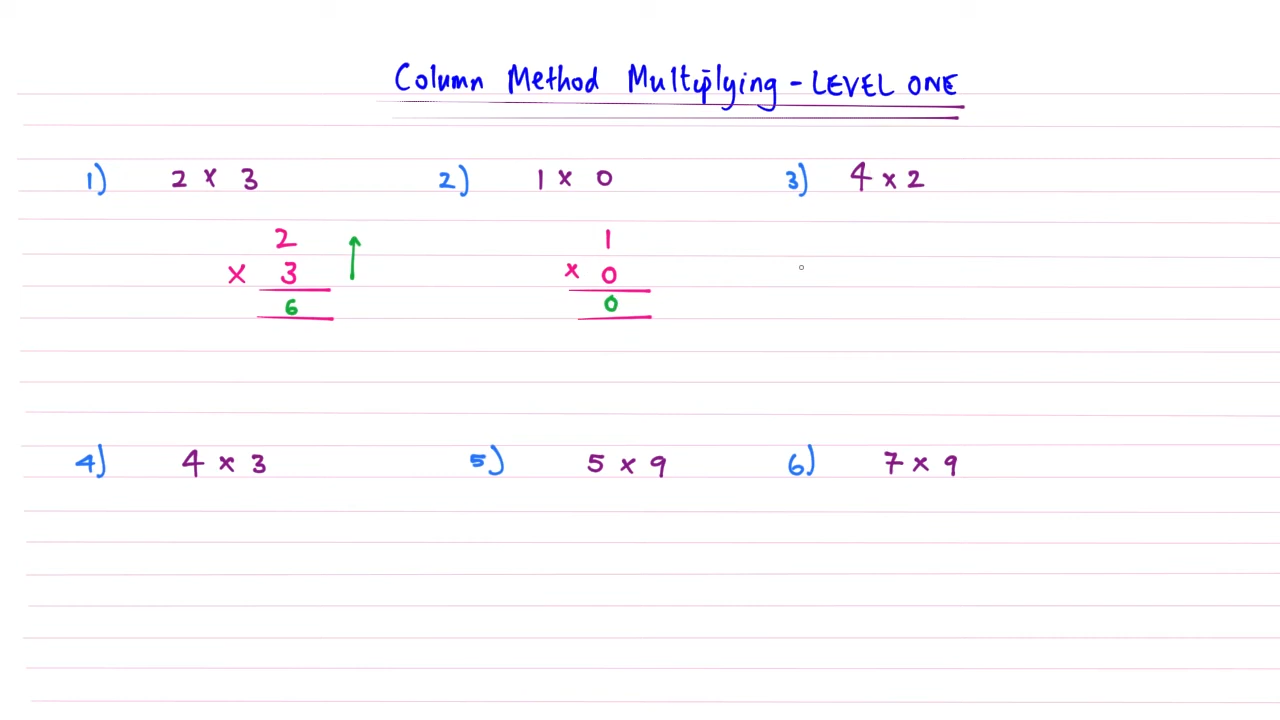 Column Method Multiplying - LEVEL ONE
1) 2 x 3 2) 1 x 0 3) 4 x 2
2 1
x 3 ↑ x 0
6 0
4) 4 x 3 5) 5 x 9 6) 7 x 9